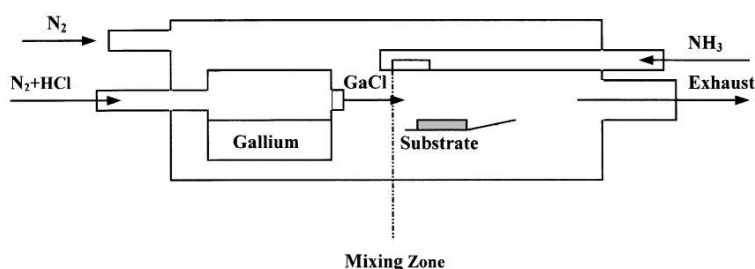 N₂
NH₃
N₂+HCl
GaCl
Exhaust
Gallium
Substrate
Mixing Zone